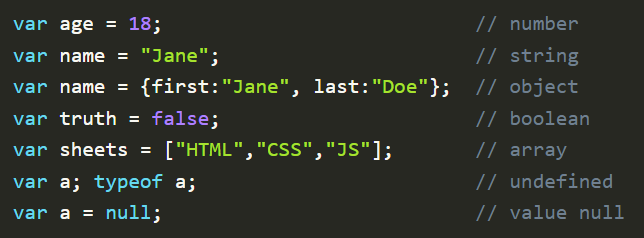 var age = 18;                           // number
var name = "Jane";                      // string
var name = {first:"Jane", last:"Doe"};  // object
var truth = false;                      // boolean
var sheets = ["HTML","CSS","JS"];       // array
var a; typeof a;                        // undefined
var a = null;                           // value null